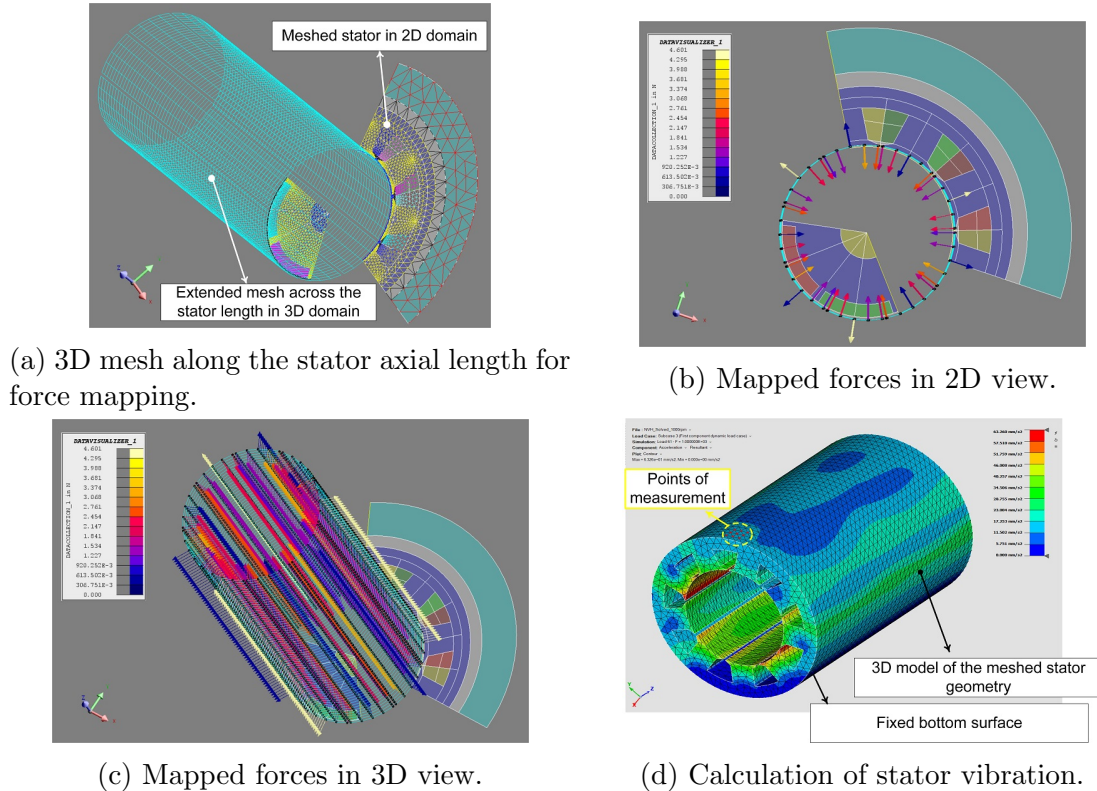 Meshed stator in 2D domain
Extended mesh across the
stator length in 3D domain
(a) 3D mesh along the stator axial length for
force mapping.
DATAVISUALIZER_1
4.601
4.295
3.988
3.681
3.374
3.068
2.761
2.454
2.147
1.841
1.534
1.227
920.252E-3
613.502E-3
306.751E-3
0.000
DATACOLLECTION_1 in N
(b) Mapped forces in 2D view.
DATAVISUALIZER_1
4.601
4.295
3.988
3.681
3.374
3.068
2.761
2.454
2.147
1.841
1.534
1.227
920.252E-3
613.502E-3
306.751E-3
0.000
DATACOLLECTION_1 in N
(c) Mapped forces in 3D view.
Points of
measurement
3D model of the meshed stator
geometry
Fixed bottom surface
(d) Calculation of stator vibration.